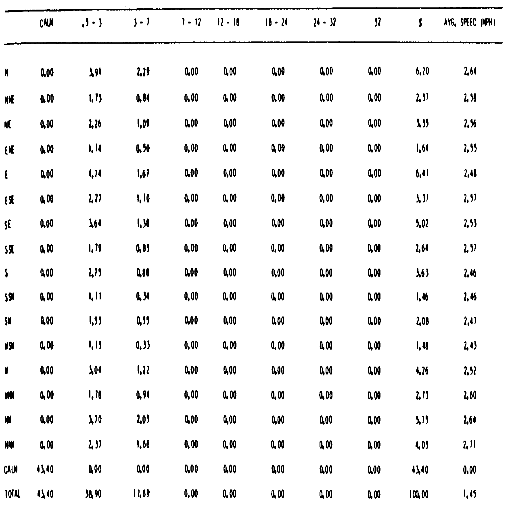 CALM .5 - 3 3 - 7 7 - 12 12 - 18 18 - 24 24 - 32 32 % AVG. SPEED (MPH)
N 0.00 3.91 2.29 0.00 0.00 0.00 0.00 0.00 6.20 2.64
NNE 0.00 1.73 0.84 0.00 0.00 0.00 0.00 0.00 2.57 2.58
NE 0.00 2.26 1.09 0.00 0.00 0.00 0.00 0.00 3.35 2.56
ENE 0.00 1.14 0.50 0.00 0.00 0.00 0.00 0.00 1.64 2.55
E 0.00 4.74 1.67 0.00 0.00 0.00 0.00 0.00 6.41 2.48
ESE 0.00 2.27 1.10 0.00 0.00 0.00 0.00 0.00 3.37 2.57
SE 0.00 3.64 1.38 0.00 0.00 0.00 0.00 0.00 5.02 2.53
SSE 0.00 1.79 0.85 0.00 0.00 0.00 0.00 0.00 2.64 2.57
S 0.00 2.75 0.88 0.00 0.00 0.00 0.00 0.00 3.63 2.46
SSW 0.00 1.11 0.34 0.00 0.00 0.00 0.00 0.00 1.46 2.46
SW 0.00 1.53 0.55 0.00 0.00 0.00 0.00 0.00 2.08 2.47
WSW 0.00 1.15 0.33 0.00 0.00 0.00 0.00 0.00 1.48 2.43
W 0.00 3.04 1.22 0.00 0.00 0.00 0.00 0.00 4.26 2.52
WNW 0.00 1.78 0.94 0.00 0.00 0.00 0.00 0.00 2.73 2.60
NW 0.00 3.70 2.03 0.00 0.00 0.00 0.00 0.00 5.73 2.60
NNW 0.00 2.37 1.68 0.00 0.00 0.00 0.00 0.00 4.05 2.71
CALM 43.40 0.00 0.00 0.00 0.00 0.00 0.00 0.00 43.40 0.00
TOTAL 43.40 38.90 17.69 0.00 0.00 0.00 0.00 0.00 100.00 1.45